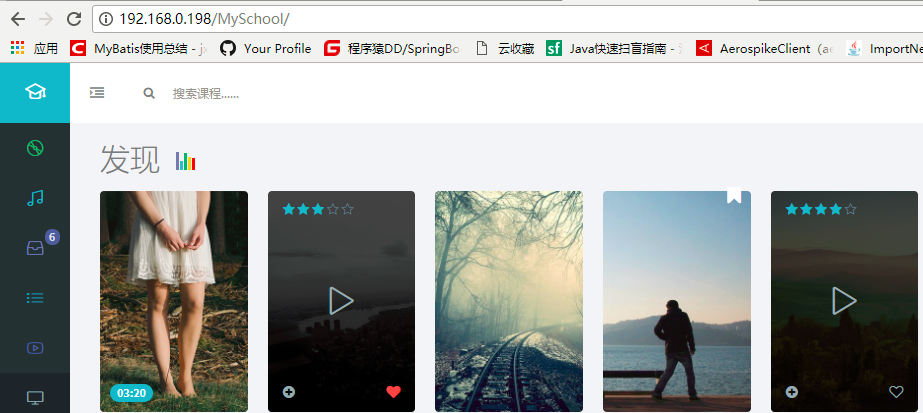 192.168.0.198/MySchool/
应用 MyBatis使用总结 - Your Profile 程序猿DD/SpringBo 云收藏 Java快速扫盲指南 - AerospikeClient（ ImportNe
搜索课程......
发现
6
03:20